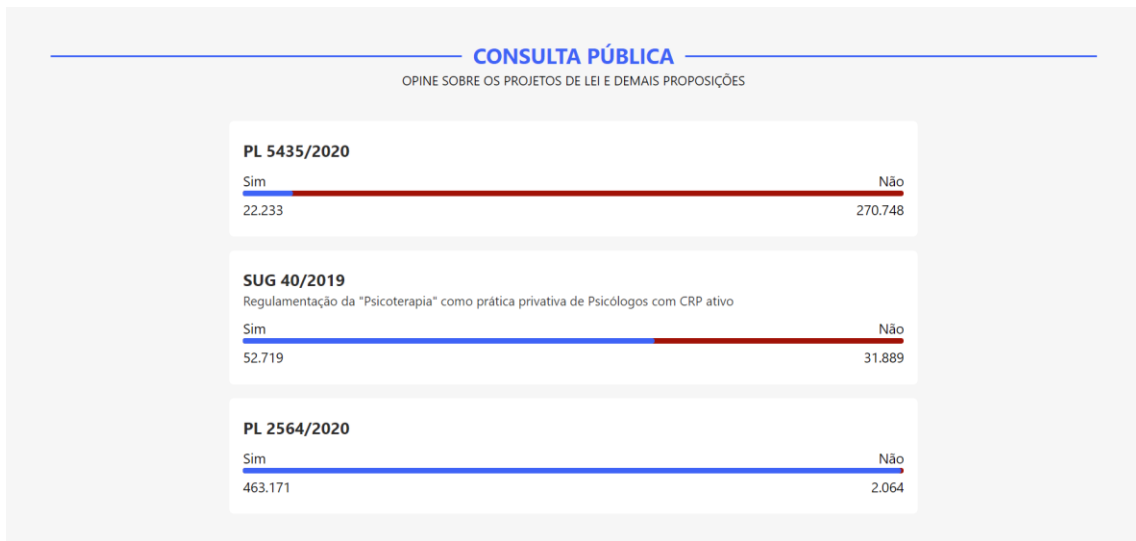 CONSULTA PÚBLICA
OPINE SOBRE OS PROJETOS DE LEI E DEMAIS PROPOSIÇÕES
PL 5435/2020
Sim Não
22.233 270.748
SUG 40/2019
Regulamentação da "Psicoterapia" como prática privativa de Psicólogos com CRP ativo
Sim Não
52.719 31.889
PL 2564/2020
Sim Não
463.171 2.064